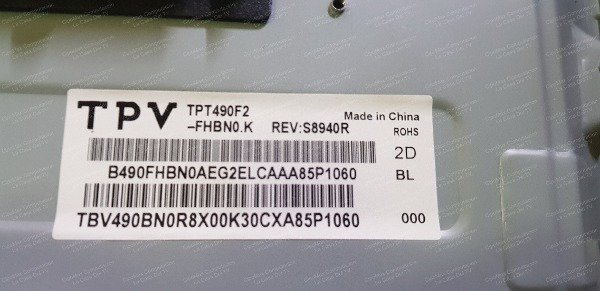 TPV
TPT490F2
-FHBN0.K REV:S8940R
Made in China
ROHS
2D
B490FHBN0AEG2ELCAAA85P1060
BL
TBV490BN0R8X00K30CXA85P1060
000